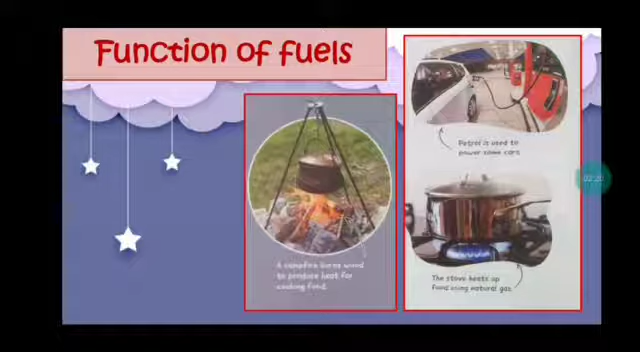 Function of fuels
A campfire burns wood
to produce heat for
cooking food.
Petrol is used to
power some cars.
The stove heats up
food using natural gas.